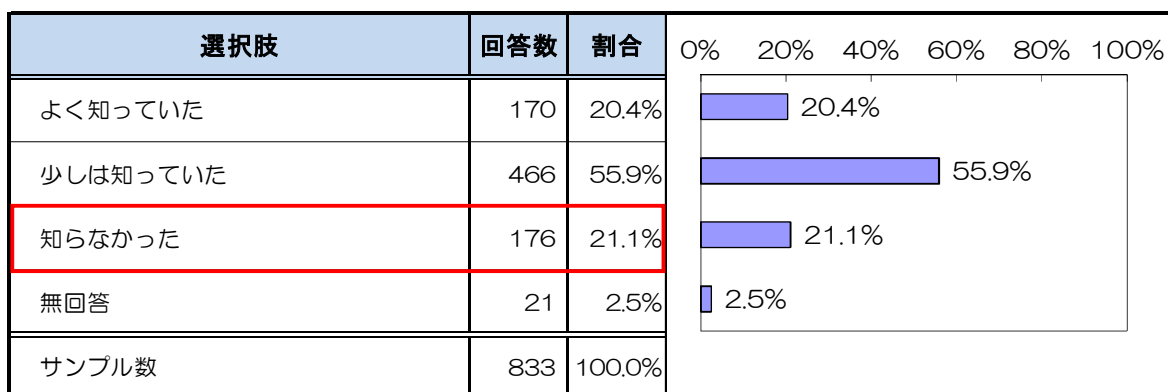 選択肢 回答数 割合
よく知っていた 170 20.4%
少しは知っていた 466 55.9%
知らなかった 176 21.1%
無回答 21 2.5%
サンプル数 833 100.0%
0% 20% 40% 60% 80% 100%
20.4%
55.9%
21.1%
2.5%